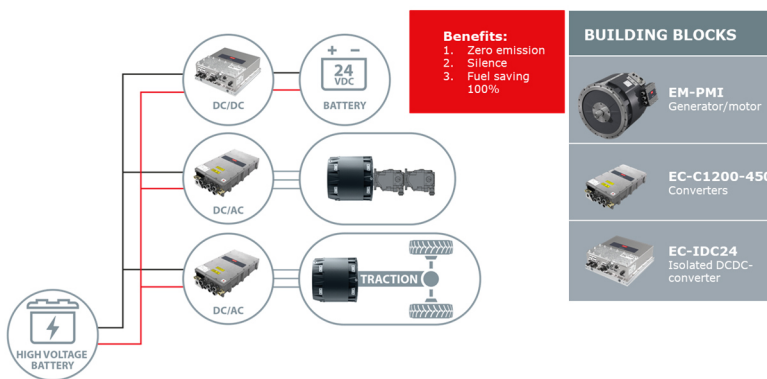 Benefits:
1. Zero emission
2. Silence
3. Fuel saving
100%
BUILDING BLOCKS
EM-PMI
Generator/motor
EC-C1200-450
Converters
EC-IDC24
Isolated DCDC-
converter
+ −
24
VDC
DC/DC
BATTERY
DC/AC
TRACTION
DC/AC
HIGH VOLTAGE
BATTERY